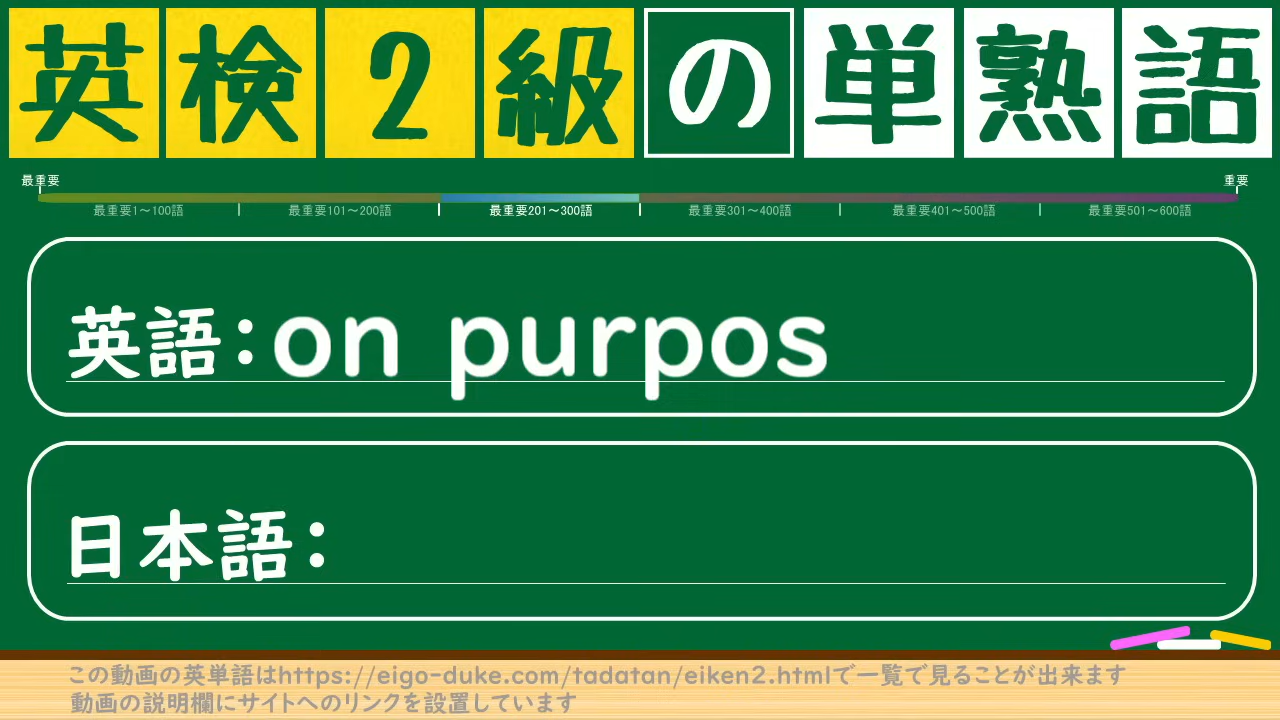 英検2級の単熟語
最重要 重要
最重要1～100語 最重要101～200語 最重要201～300語 最重要301～400語 最重要401～500語 最重要501～600語
英語：on purpos
日本語：
この動画の英単語はhttps://eigo-duke.com/tadatan/eiken2.htmlで一覧で見ることが出来ます
動画の説明欄にサイトへのリンクを設置しています